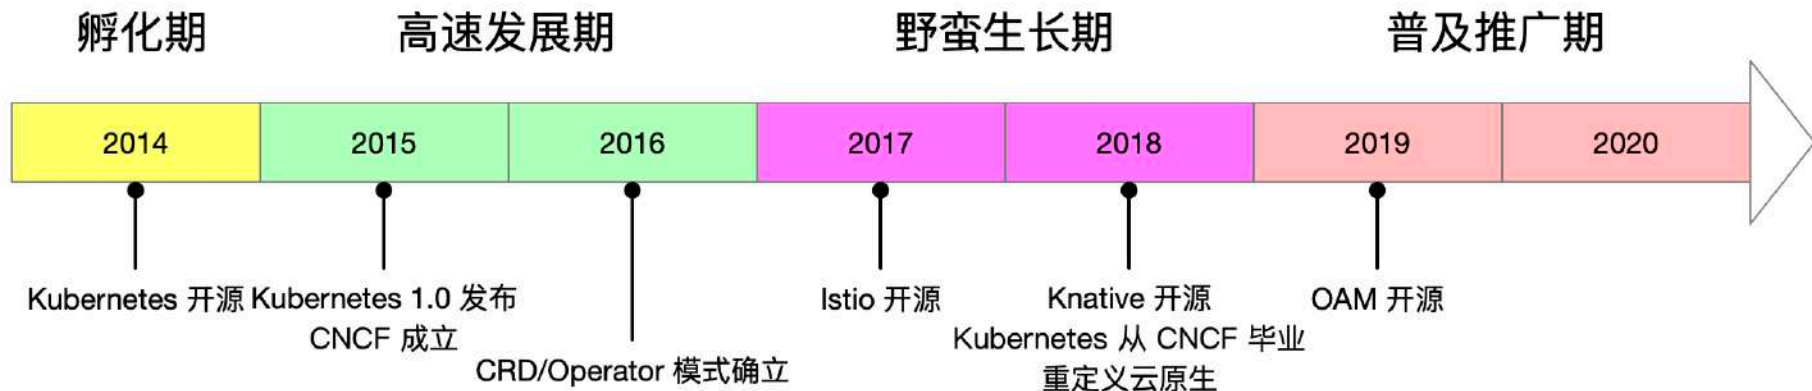 孵化期
高速发展期
野蛮生长期
普及推广期
2014
2015
2016
2017
2018
2019
2020
Kubernetes 开源
Kubernetes 1.0 发布
CNCF 成立
CRD/Operator 模式确立
Istio 开源
Knative 开源
Kubernetes 从 CNCF 毕业
重定义云原生
OAM 开源